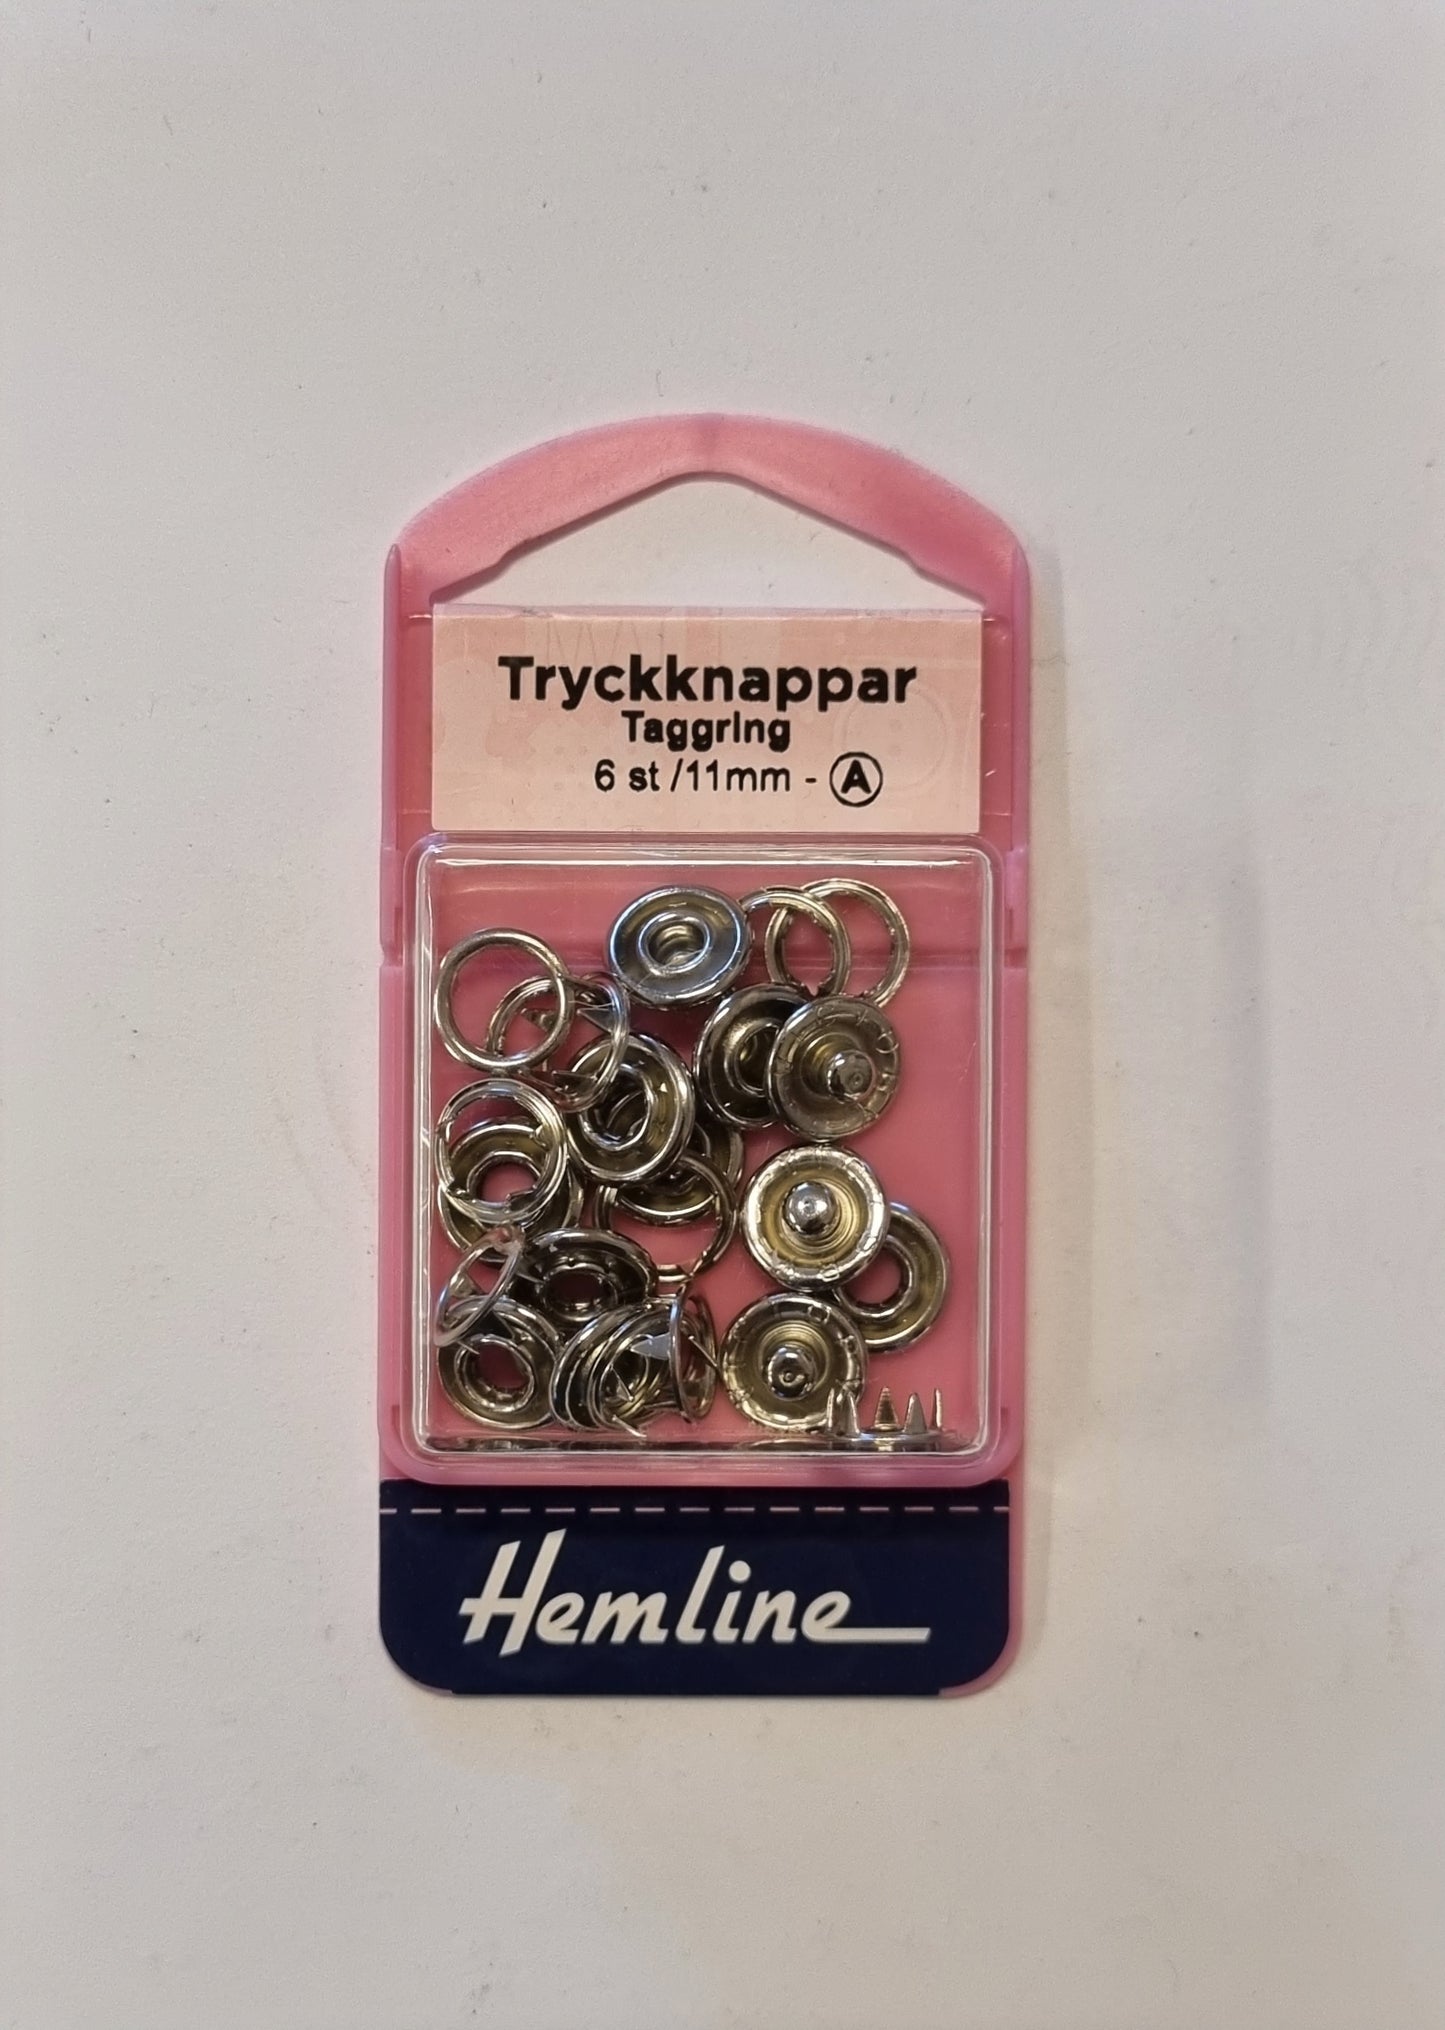 Tryckknappar
Taggring
6 st /11mm - Ⓐ
Hemline